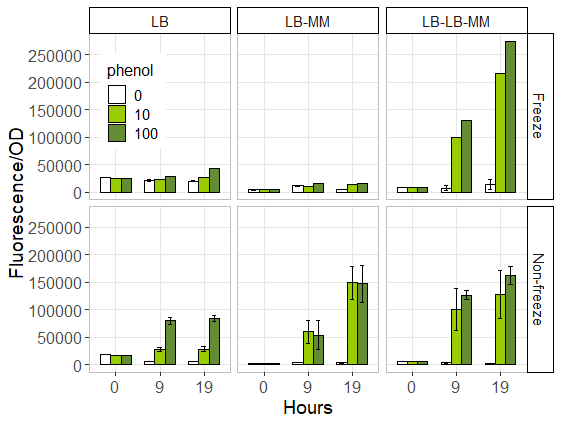 LB LB-MM LB-LB-MM
phenol
0
10
100
250000
200000
150000
100000
50000
0
Freeze
Fluorescence/OD
250000
200000
150000
100000
50000
0
Non-freeze
0 9 19 0 9 19 0 9 19
Hours